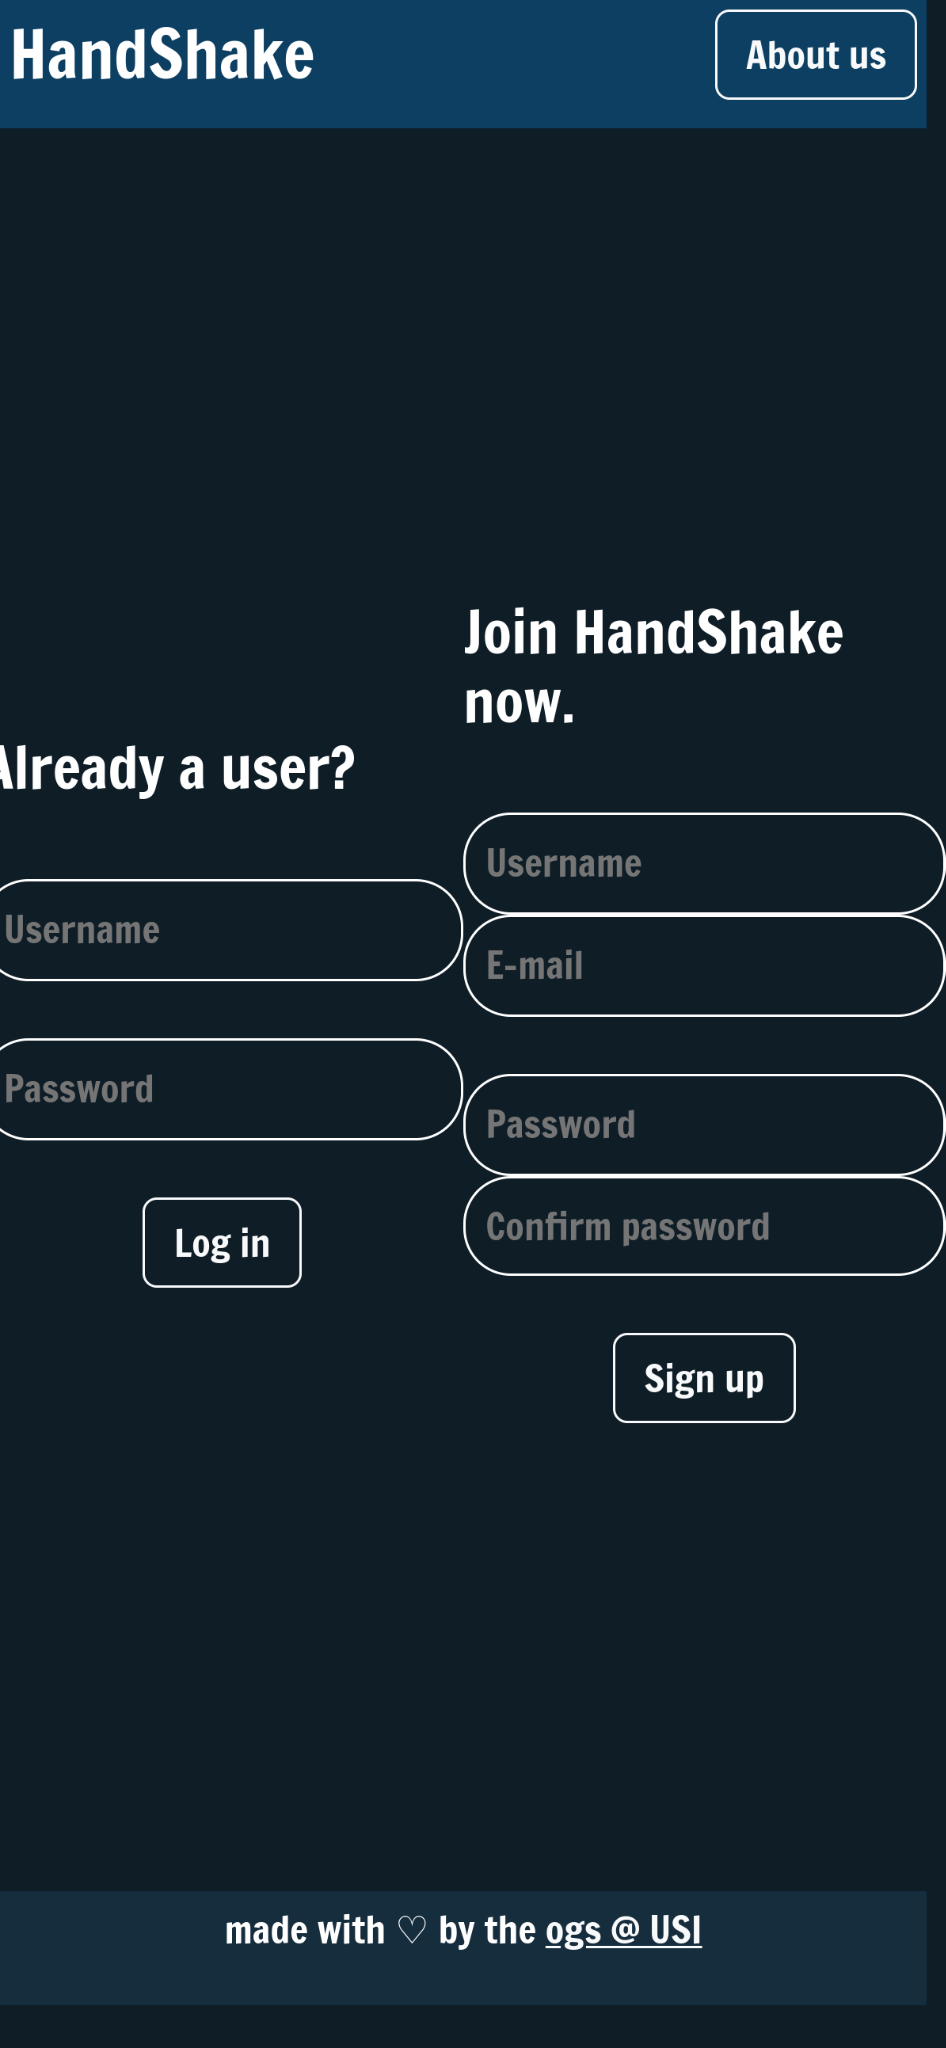 HandShake
About us
Already a user?
Username
Password
Log in
Join HandShake
now.
Username
E-mail
Password
Confirm password
Sign up
made with ♡ by the ogs @ USI